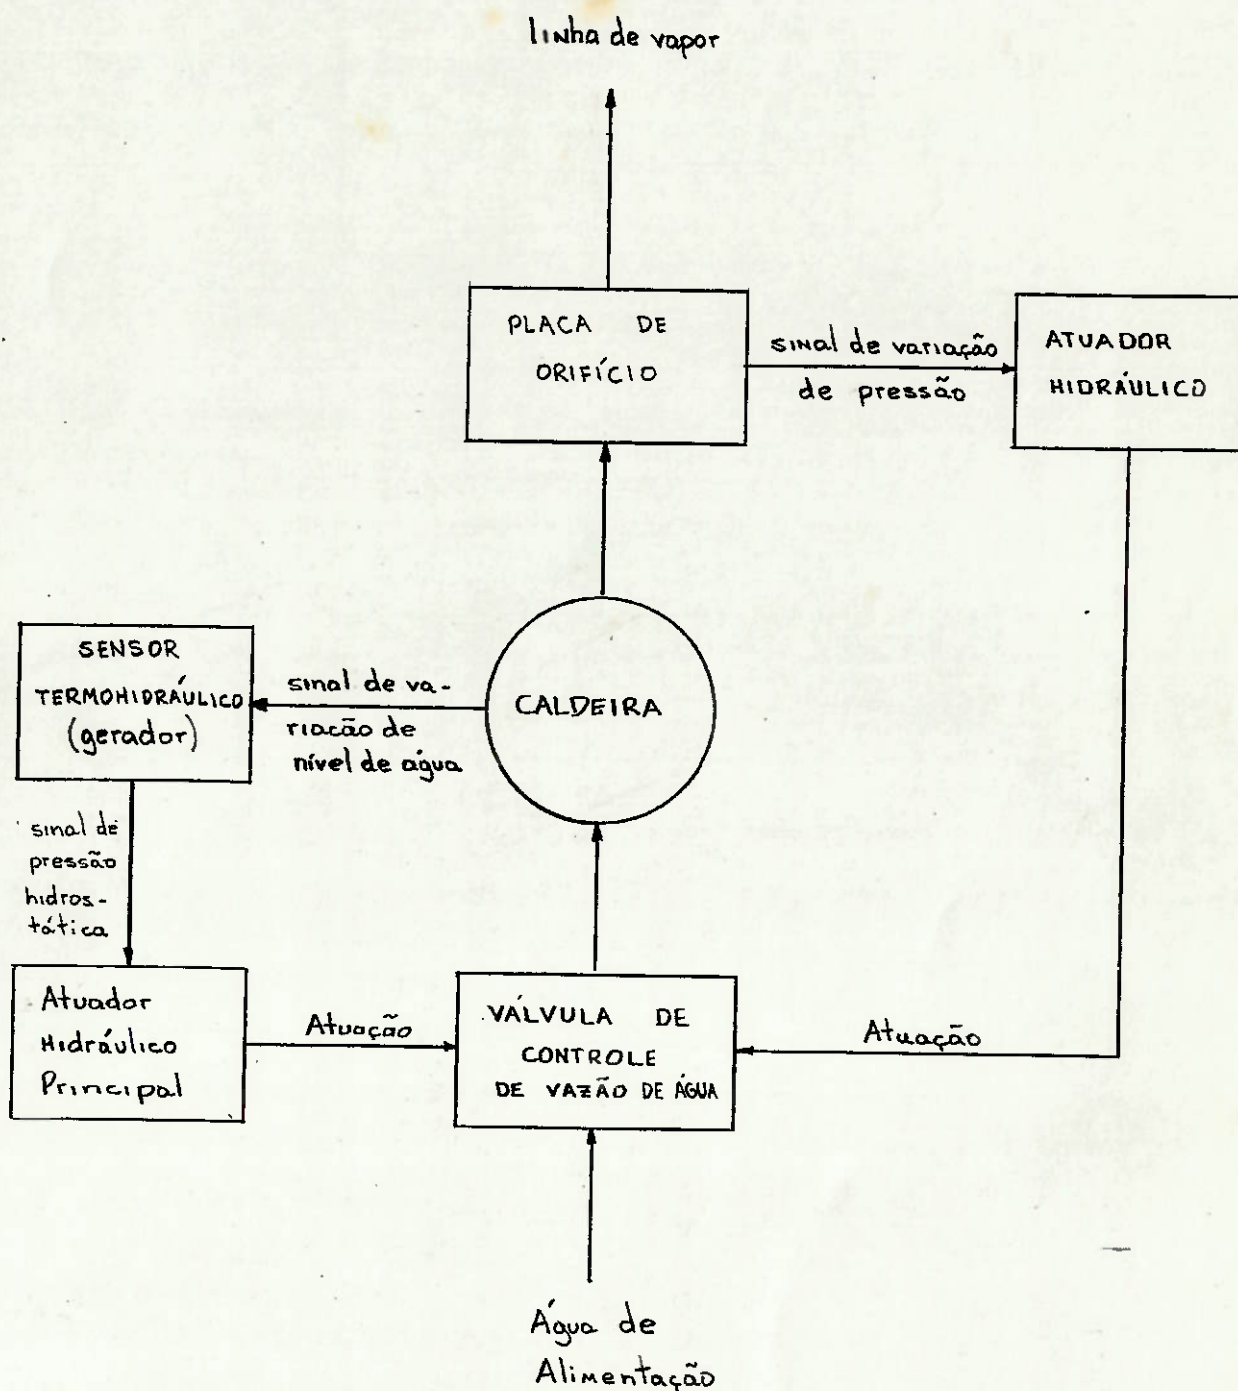 linha de vapor
PLACA DE
ORIFÍCIO
sinal de variação
de pressão
ATUADOR
HIDRÁULICO
SENSOR
TERMOHIDRÁULICO
(gerador)
sinal de va-
riacão de
nível de água
CALDEIRA
sinal de
pressão
hidros-
tática
Atuador
Hidráulico
Principal
Atuação
VÁLVULA DE
CONTROLE
DE VAZÃO DE ÁGUA
Atuação
Água de
Alimentação